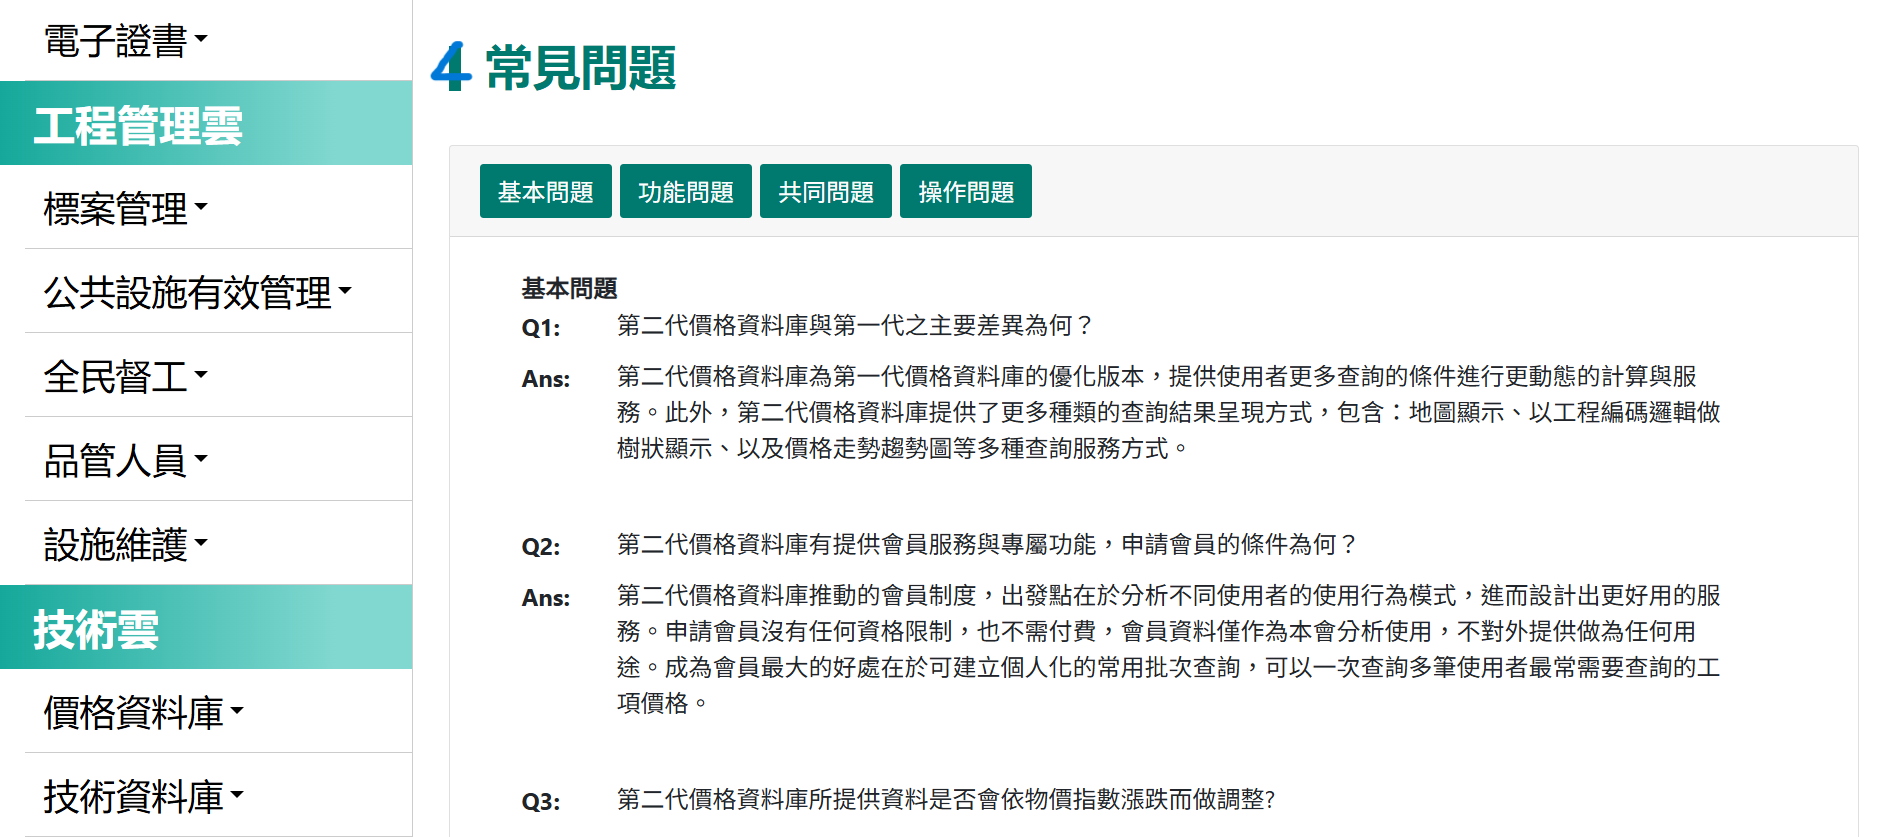 電子證書
工程管理雲
標案管理
公共設施有效管理
全民督工
品管人員
設施維護
技術雲
價格資料庫
技術資料庫
4 常見問題
基本問題 功能問題 共同問題 操作問題
基本問題
Q1: 第二代價格資料庫與第一代之主要差異為何？
Ans: 第二代價格資料庫為第一代價格資料庫的優化版本，提供使用者更多查詢的條件進行更動態的計算與服
務。此外，第二代價格資料庫提供了更多種類的查詢結果呈現方式，包含：地圖顯示、以工程編碼邏輯做
樹狀顯示、以及價格走勢趨勢圖等多種查詢服務方式。
Q2: 第二代價格資料庫有提供會員服務與專屬功能，申請會員的條件為何？
Ans: 第二代價格資料庫推動的會員制度，出發點在於分析不同使用者的使用行為模式，進而設計出更好用的服
務。申請會員沒有任何資格限制，也不需付費，會員資料僅作為本會分析使用，不對外提供做為任何用
途。成為會員最大的好處在於可建立個人化的常用批次查詢，可以一次查詢多筆使用者最常需要查詢的工
項價格。
Q3: 第二代價格資料庫所提供資料是否會依物價指數漲跌而做調整?